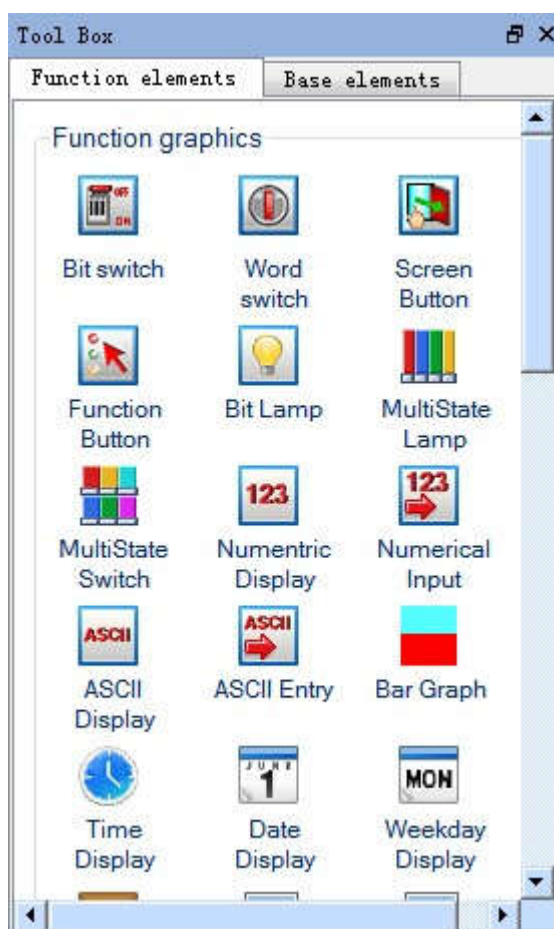 Tool Box
Function elements
Base elements
Function graphics
OFF
ON
Bit switch
Word
switch
Screen
Button
Function
Button
Bit Lamp
MultiState
Lamp
MultiState
Switch
123
Numentric
Display
123
Numerical
Input
ASCII
ASCII
Display
ASCII
ASCII Entry
Bar Graph
Time
Display
JUNE
1
Date
Display
MON
Weekday
Display